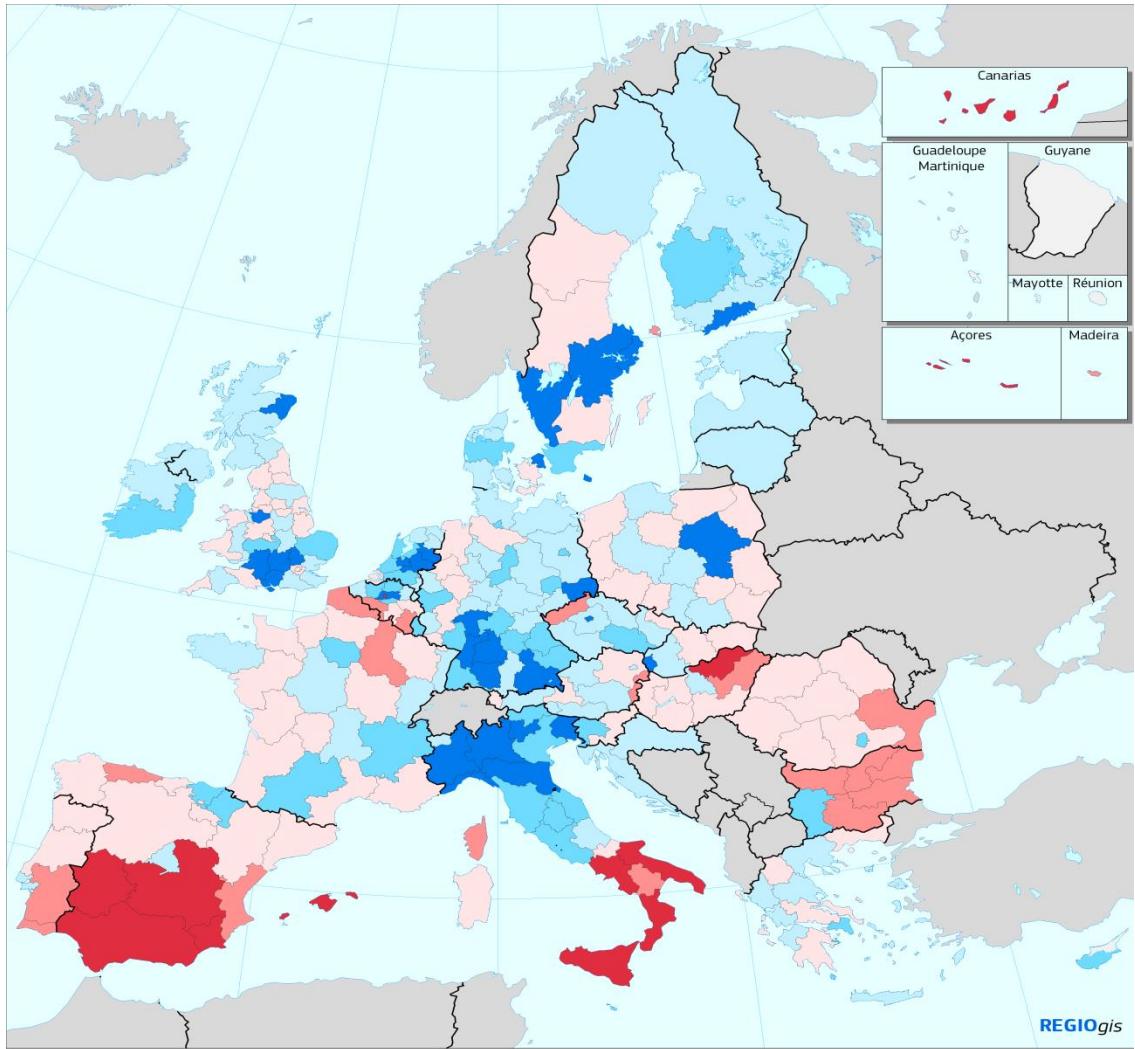 Canarias
Guadeloupe
Martinique
Guyane
Mayotte
Réunion
Açores
Madeira
REGIOgis